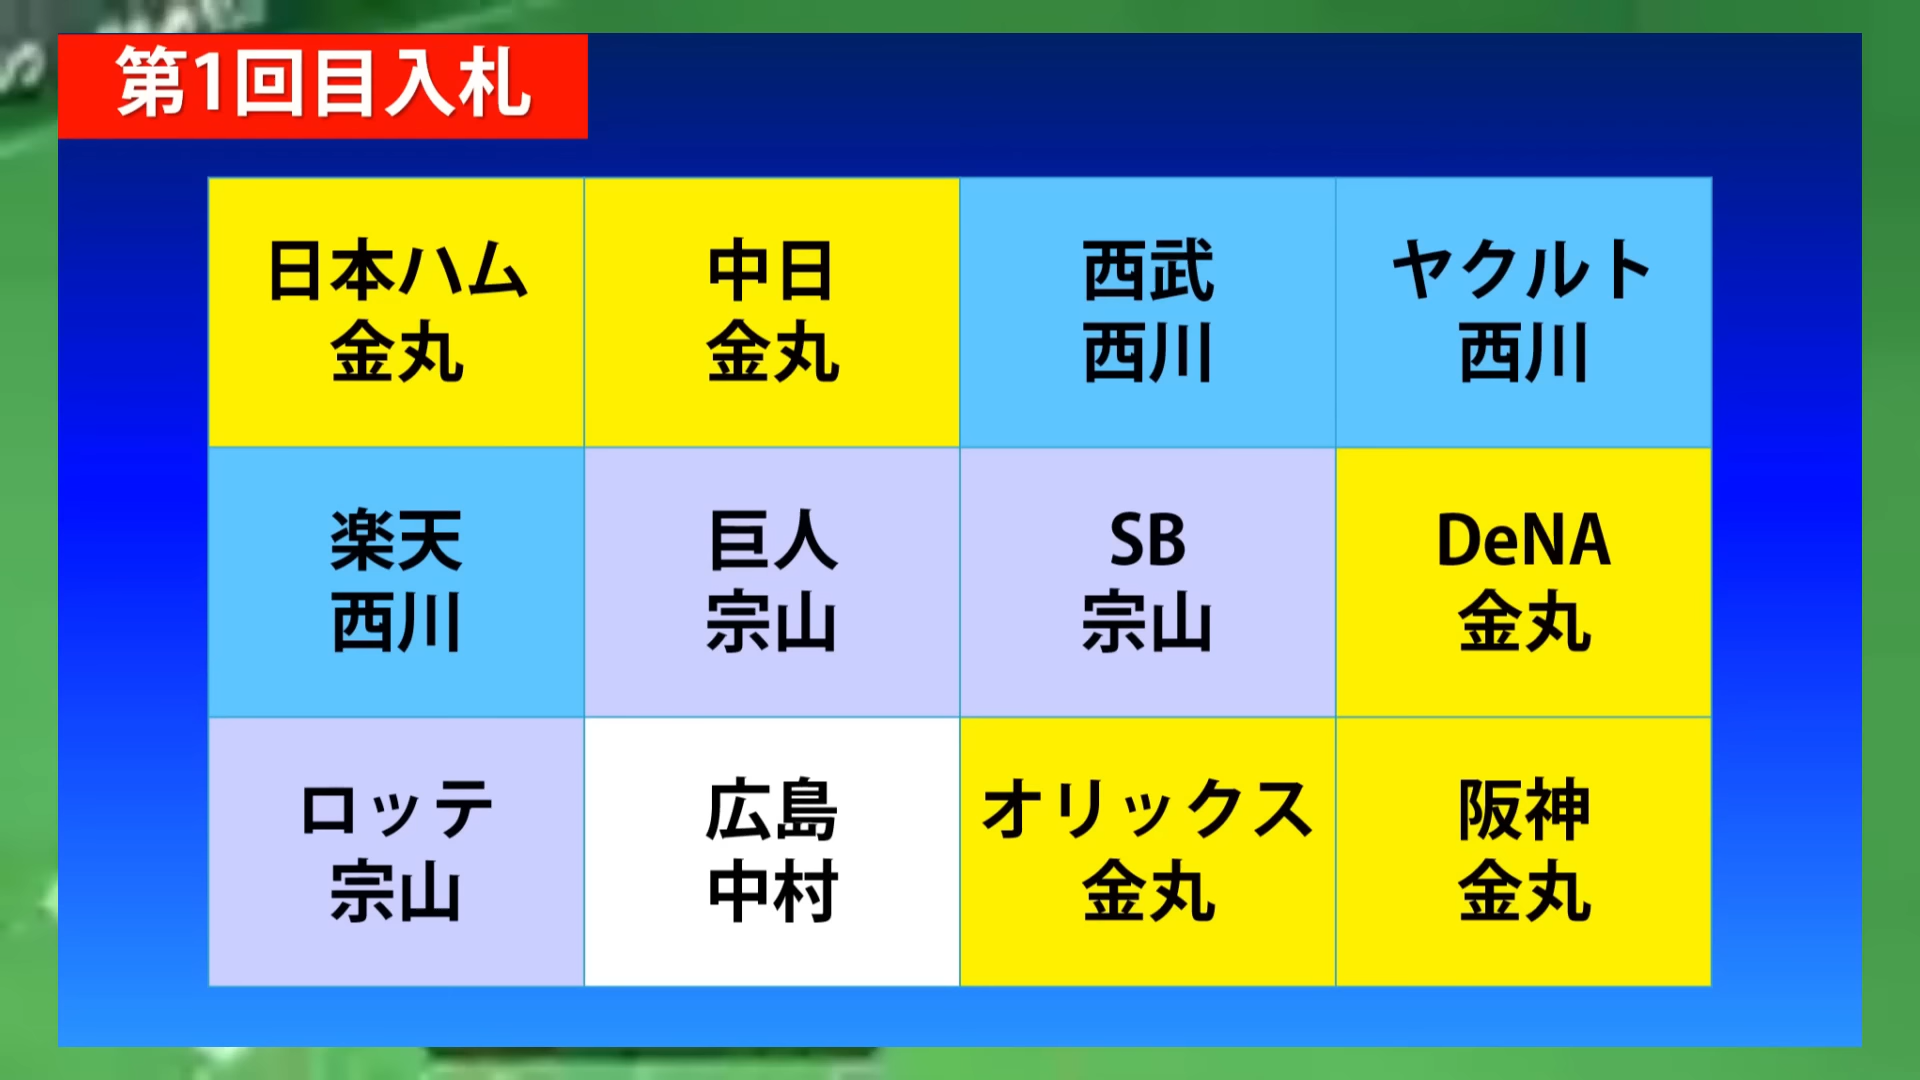 第1回目入札
日本ハム
金丸
中日
金丸
西武
西川
ヤクルト
西川
楽天
西川
巨人
宗山
SB
宗山
DeNA
金丸
ロッテ
宗山
広島
中村
オリックス
金丸
阪神
金丸